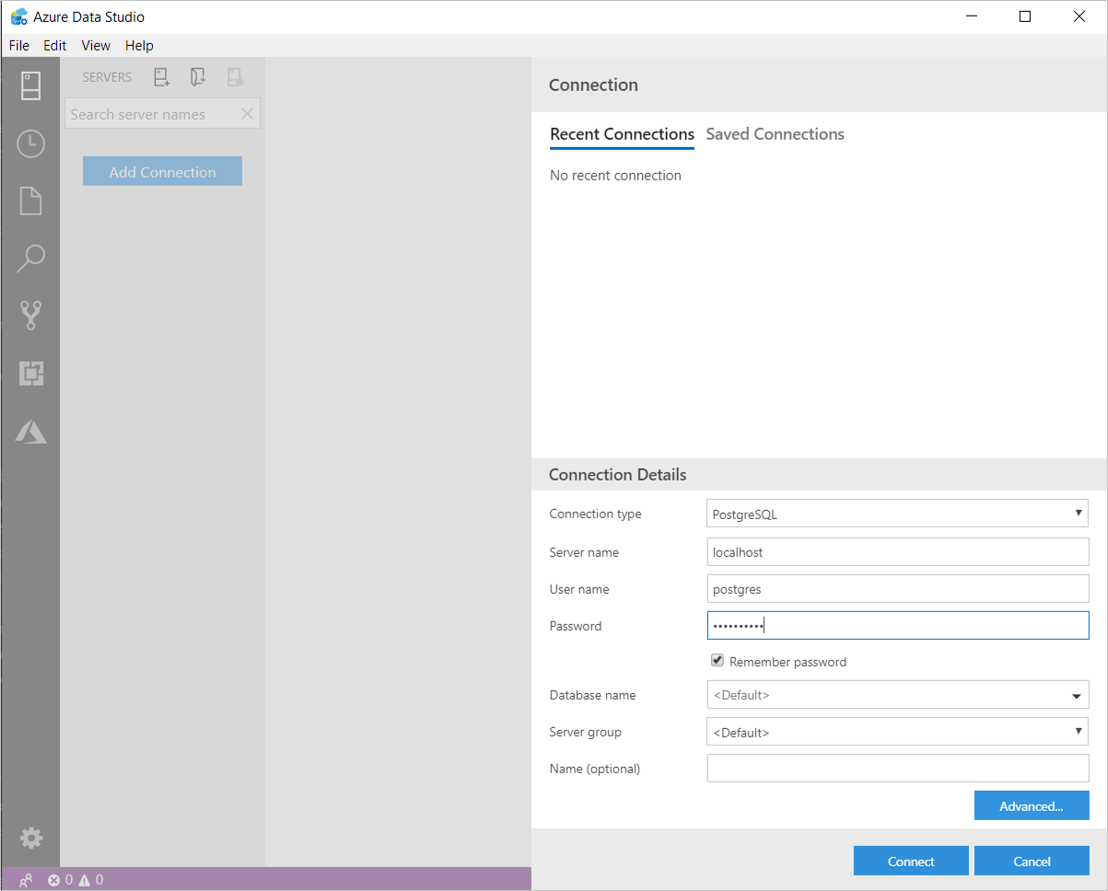 Azure Data Studio
File Edit View Help
SERVERS
Search server names
Add Connection
Connection
Recent Connections Saved Connections
No recent connection
Connection Details
Connection type PostgreSQL
Server name localhost
User name postgres
Password ••••••••••
Remember password
Database name <Default>
Server group <Default>
Name (optional)
Advanced...
Connect Cancel
0 0